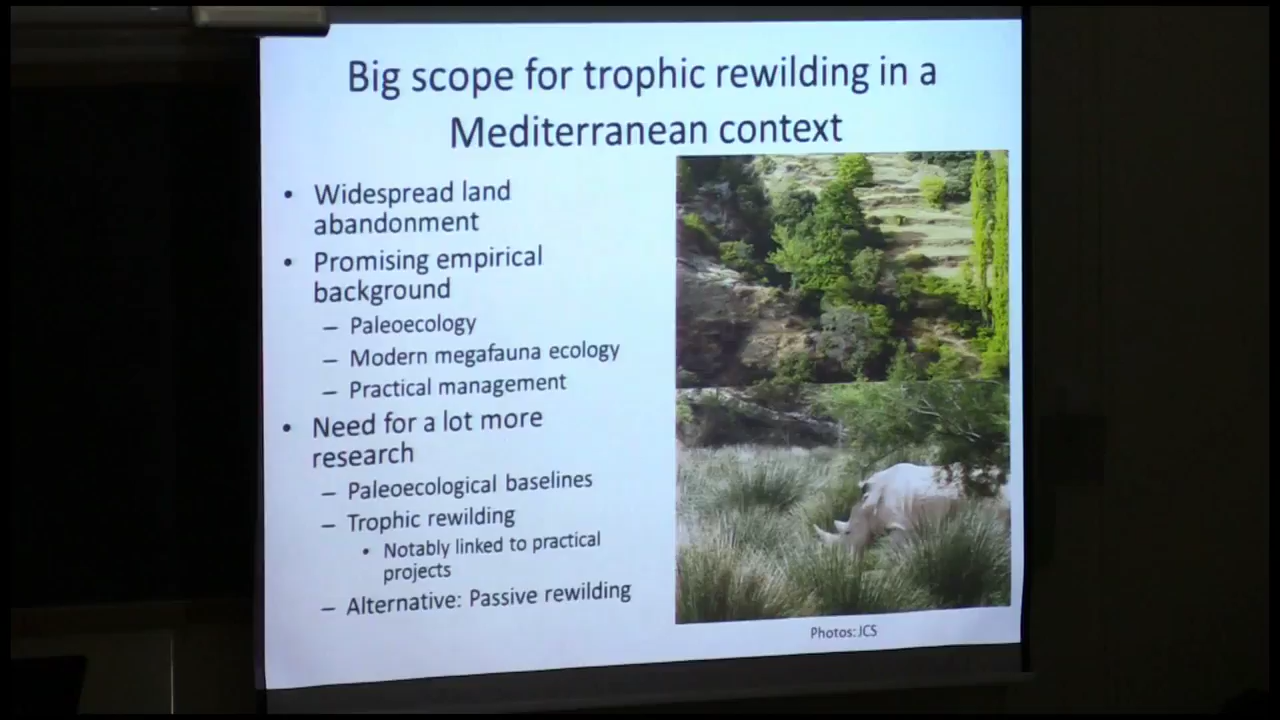 Big scope for trophic rewilding in a
Mediterranean context
• Widespread land
abandonment
• Promising empirical
background
– Paleoecology
– Modern megafauna ecology
– Practical management
• Need for a lot more
research
– Paleoecological baselines
– Trophic rewilding
• Notably linked to practical
projects
– Alternative: Passive rewilding
Photos: JCS